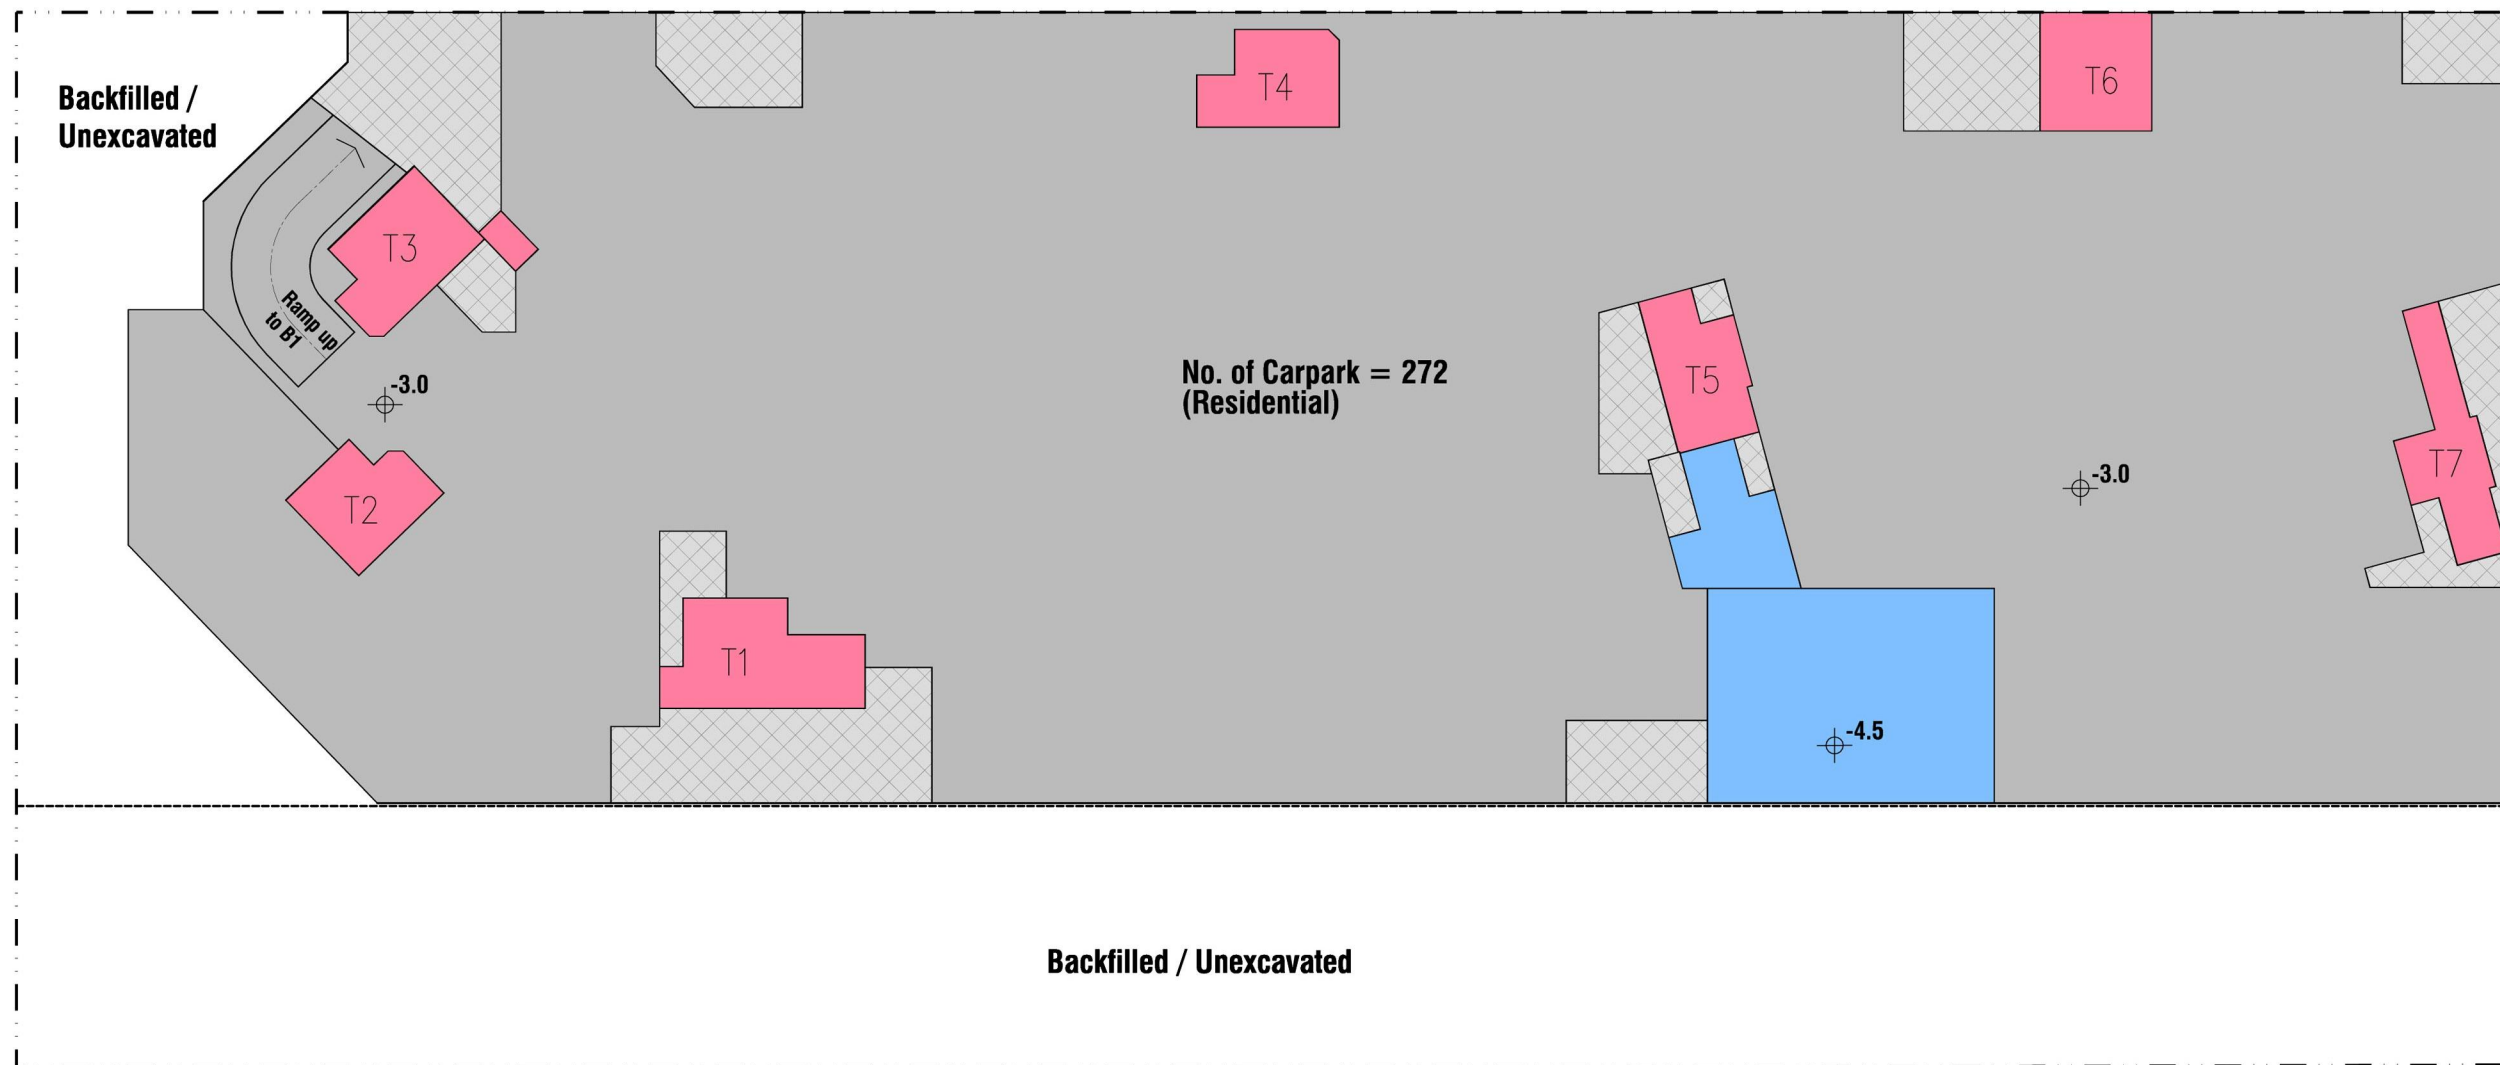 Backfilled /
Unexcavated
T4
T6
T3
Ramp up
to B1
-3.0
No. of Carpark = 272
(Residential)
T5
-3.0
T7
T2
T1
-4.5
Backfilled / Unexcavated